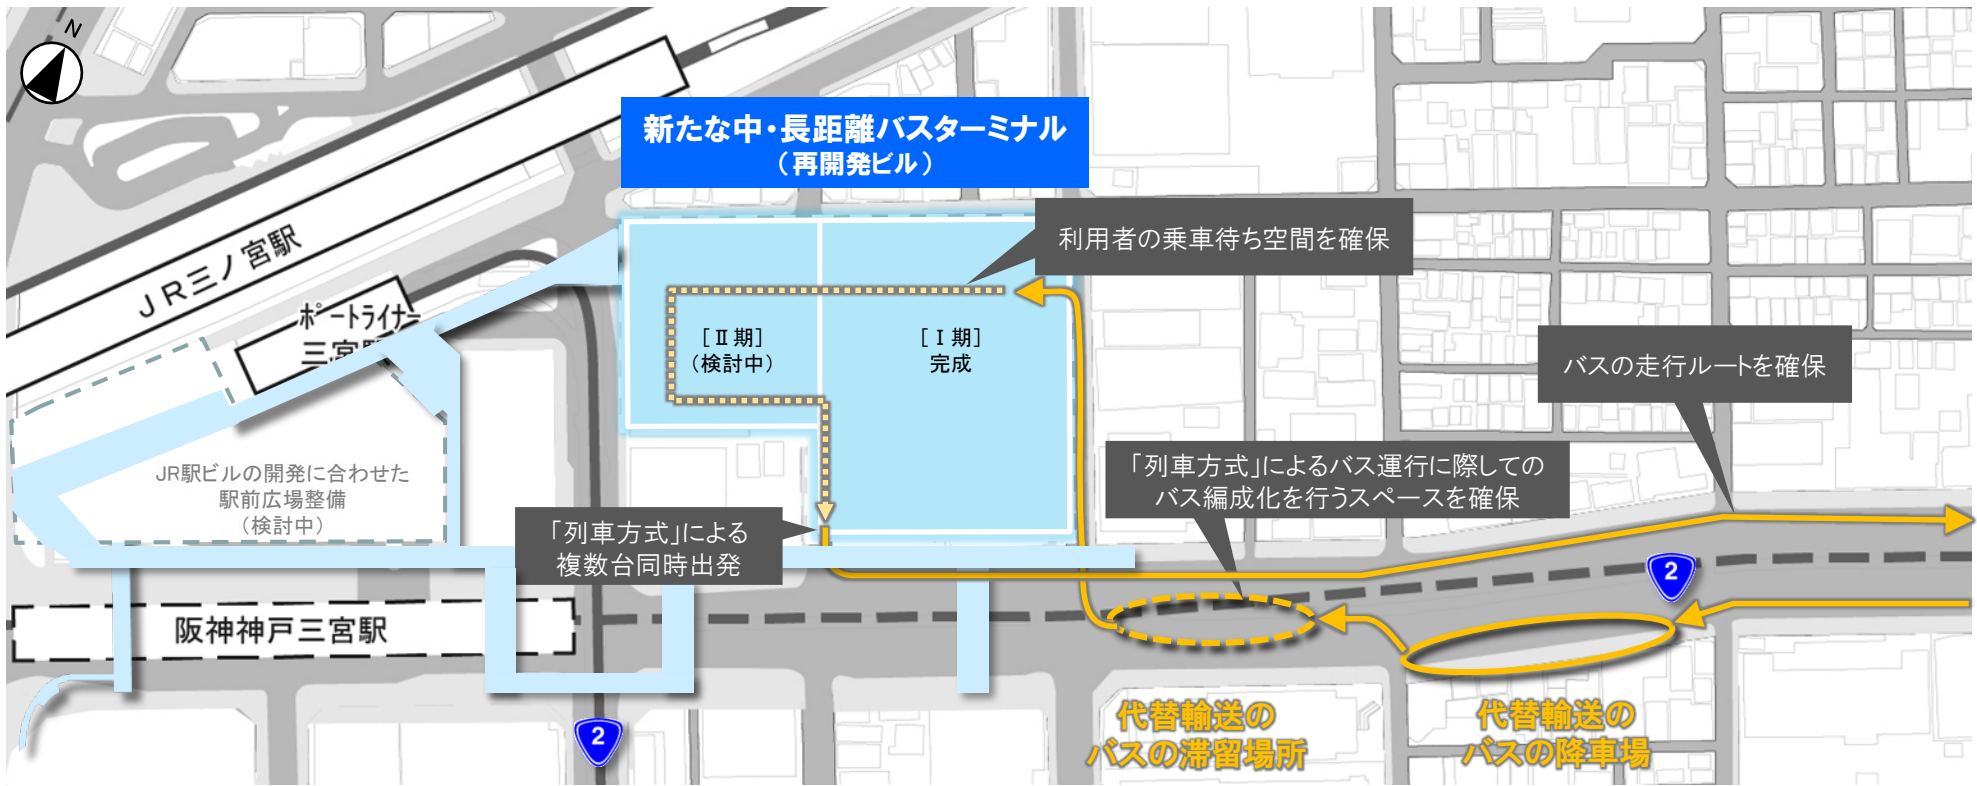 N
新たな中・長距離バスターミナル
（再開発ビル）
利用者の乗車待ち空間を確保
JR三ノ宮駅
ポートライナー
三宮駅
［Ⅱ期］
（検討中）
［Ⅰ期］
完成
バスの走行ルートを確保
「列車方式」によるバス運行に際しての
バス編成化を行うスペースを確保
JR駅ビルの開発に合わせた
駅前広場整備
（検討中）
「列車方式」による
複数台同時出発
2
阪神神戸三宮駅
2
代替輸送の
バスの滞留場所
代替輸送の
バスの降車場